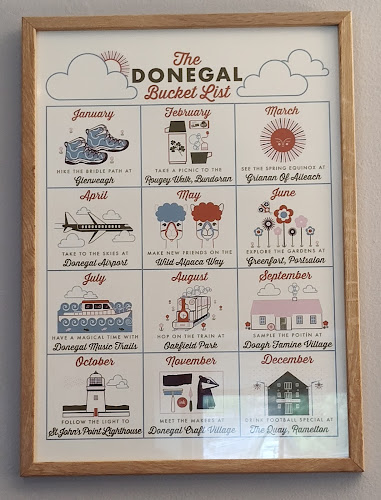 The
DONEGAL
Bucket List
January
HIKE THE BRIDLE PATH AT
Glenveagh
February
TAKE A PICNIC TO THE
Rougey Walk, Bundoran
March
SEE THE SPRING EQUINOX AT
Grianan Of Aileach
April
TAKE TO THE SKIES AT
Donegal Airport
May
MAKE NEW FRIENDS ON THE
Wild Alpaca Way
June
EXPLORE THE GARDENS AT
Greenfort, Portsalon
July
HAVE A MAGICAL TIME WITH
Donegal Music Trails
August
HOP ON THE TRAIN AT
Oakfield Park
September
SAMPLE THE POITÍN AT
Doagh Famine Village
October
FOLLOW THE LIGHT TO
St John's Point Lighthouse
November
MEET THE MAKERS AT
Donegal Craft Village
December
DRINK FOOTBALL SPECIAL AT
The Quay, Ramelton